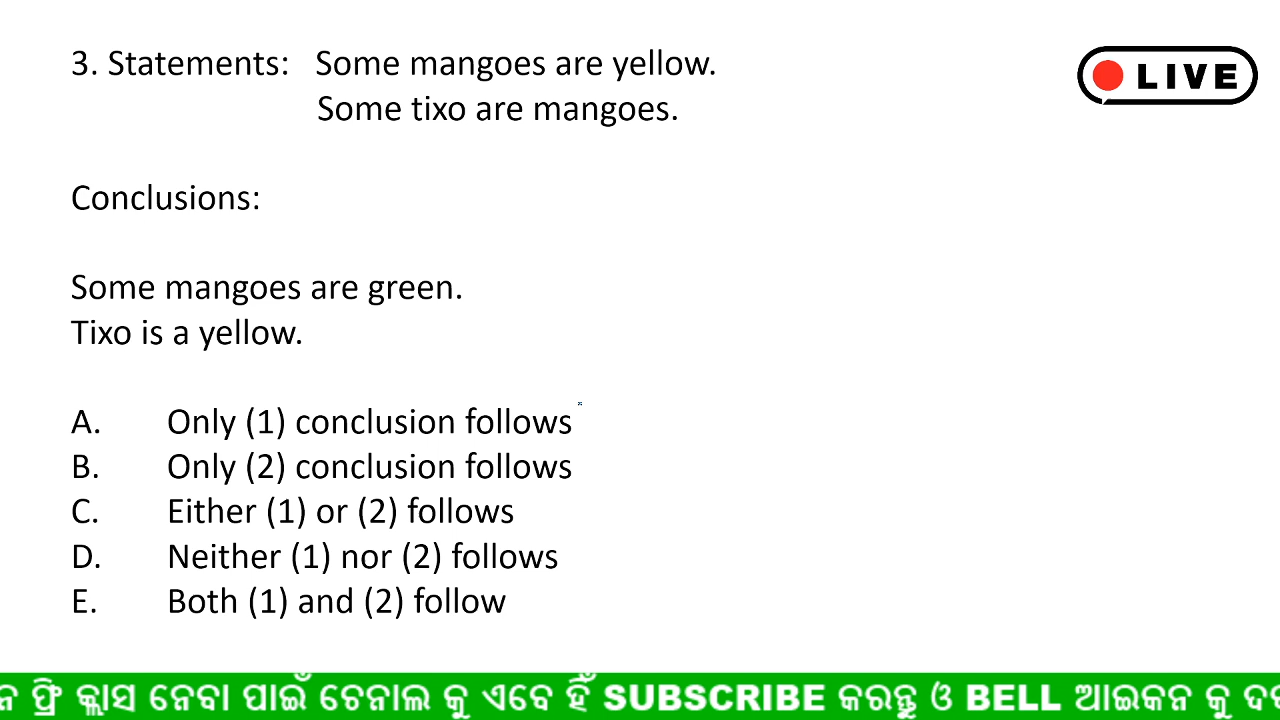 3. Statements: Some mangoes are yellow.
LIVE
Some tixo are mangoes.
Conclusions:
Some mangoes are green.
Tixo is a yellow.
A. Only (1) conclusion follows
B. Only (2) conclusion follows
C. Either (1) or (2) follows
D. Neither (1) nor (2) follows
E. Both (1) and (2) follow
ଫ୍ରି କ୍ଲାସ ନେବା ପାଇଁ ଚେନାଲ କୁ ଏବେ ହିଁ SUBSCRIBE କରନ୍ତୁ ଓ BELL ଆଇକନ କୁ